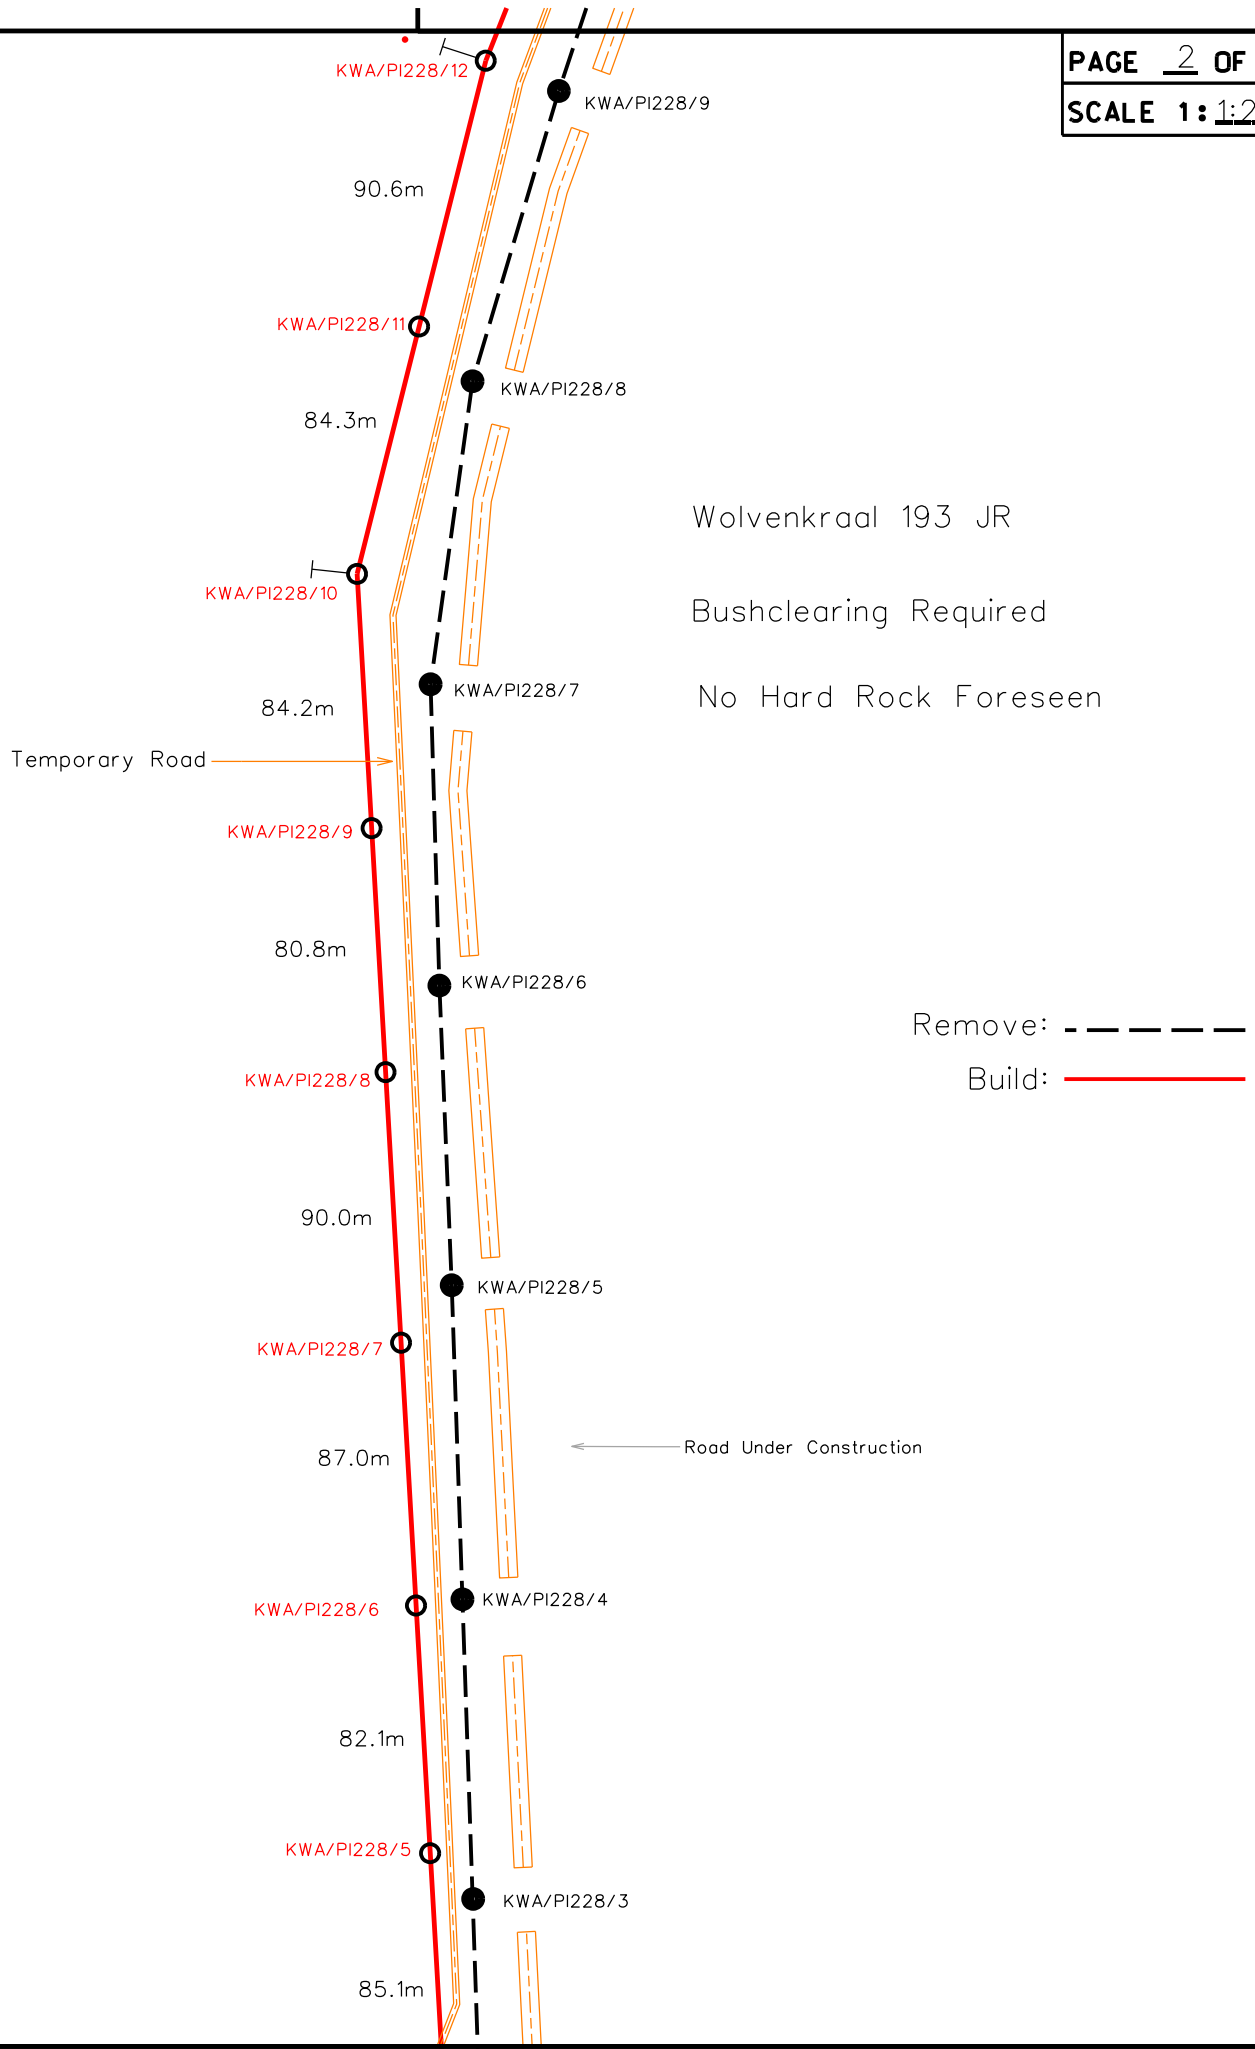 PAGE 2 OF
SCALE 1: 1:2
KWA/PI228/12
KWA/PI228/9
90.6m
KWA/PI228/11
KWA/PI228/8
84.3m
Wolvenkraal 193 JR
KWA/PI228/10
Bushclearing Required
KWA/PI228/7
No Hard Rock Foreseen
84.2m
Temporary Road
KWA/PI228/9
80.8m
KWA/PI228/6
Remove:
KWA/PI228/8
Build:
90.0m
KWA/PI228/5
KWA/PI228/7
Road Under Construction
87.0m
KWA/PI228/6
KWA/PI228/4
82.1m
KWA/PI228/5
KWA/PI228/3
85.1m